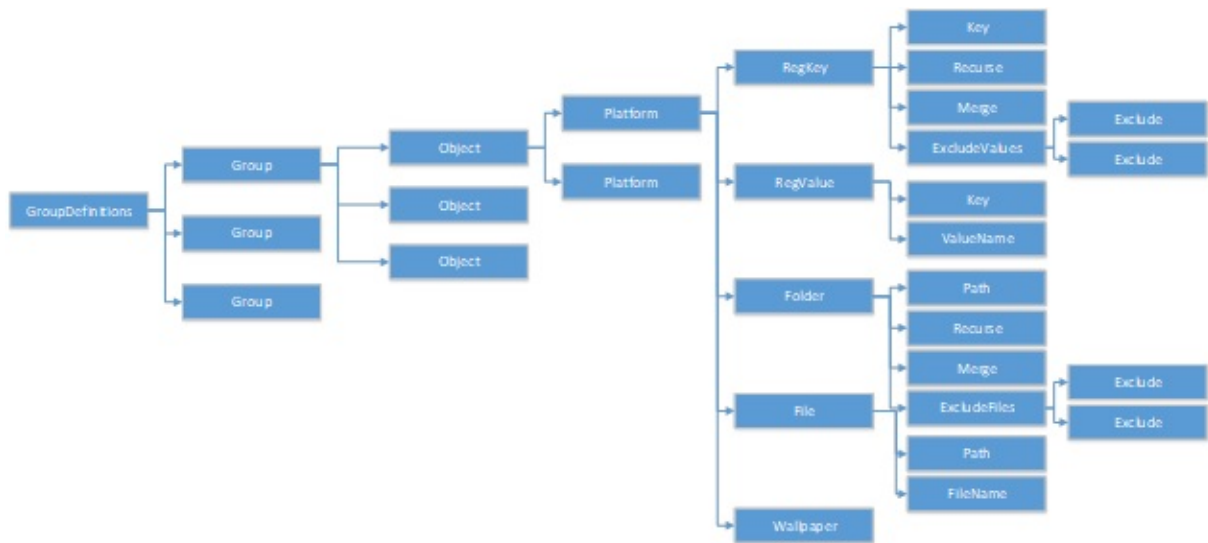 GroupDefinitions
Group
Group
Group
Object
Object
Object
Platform
Platform
RegKey
Key
Recurse
Merge
ExcludeValues
Exclude
Exclude
RegValue
Key
ValueName
Folder
Path
Recurse
Merge
ExcludeFiles
Exclude
Exclude
File
Path
FileName
Wallpaper